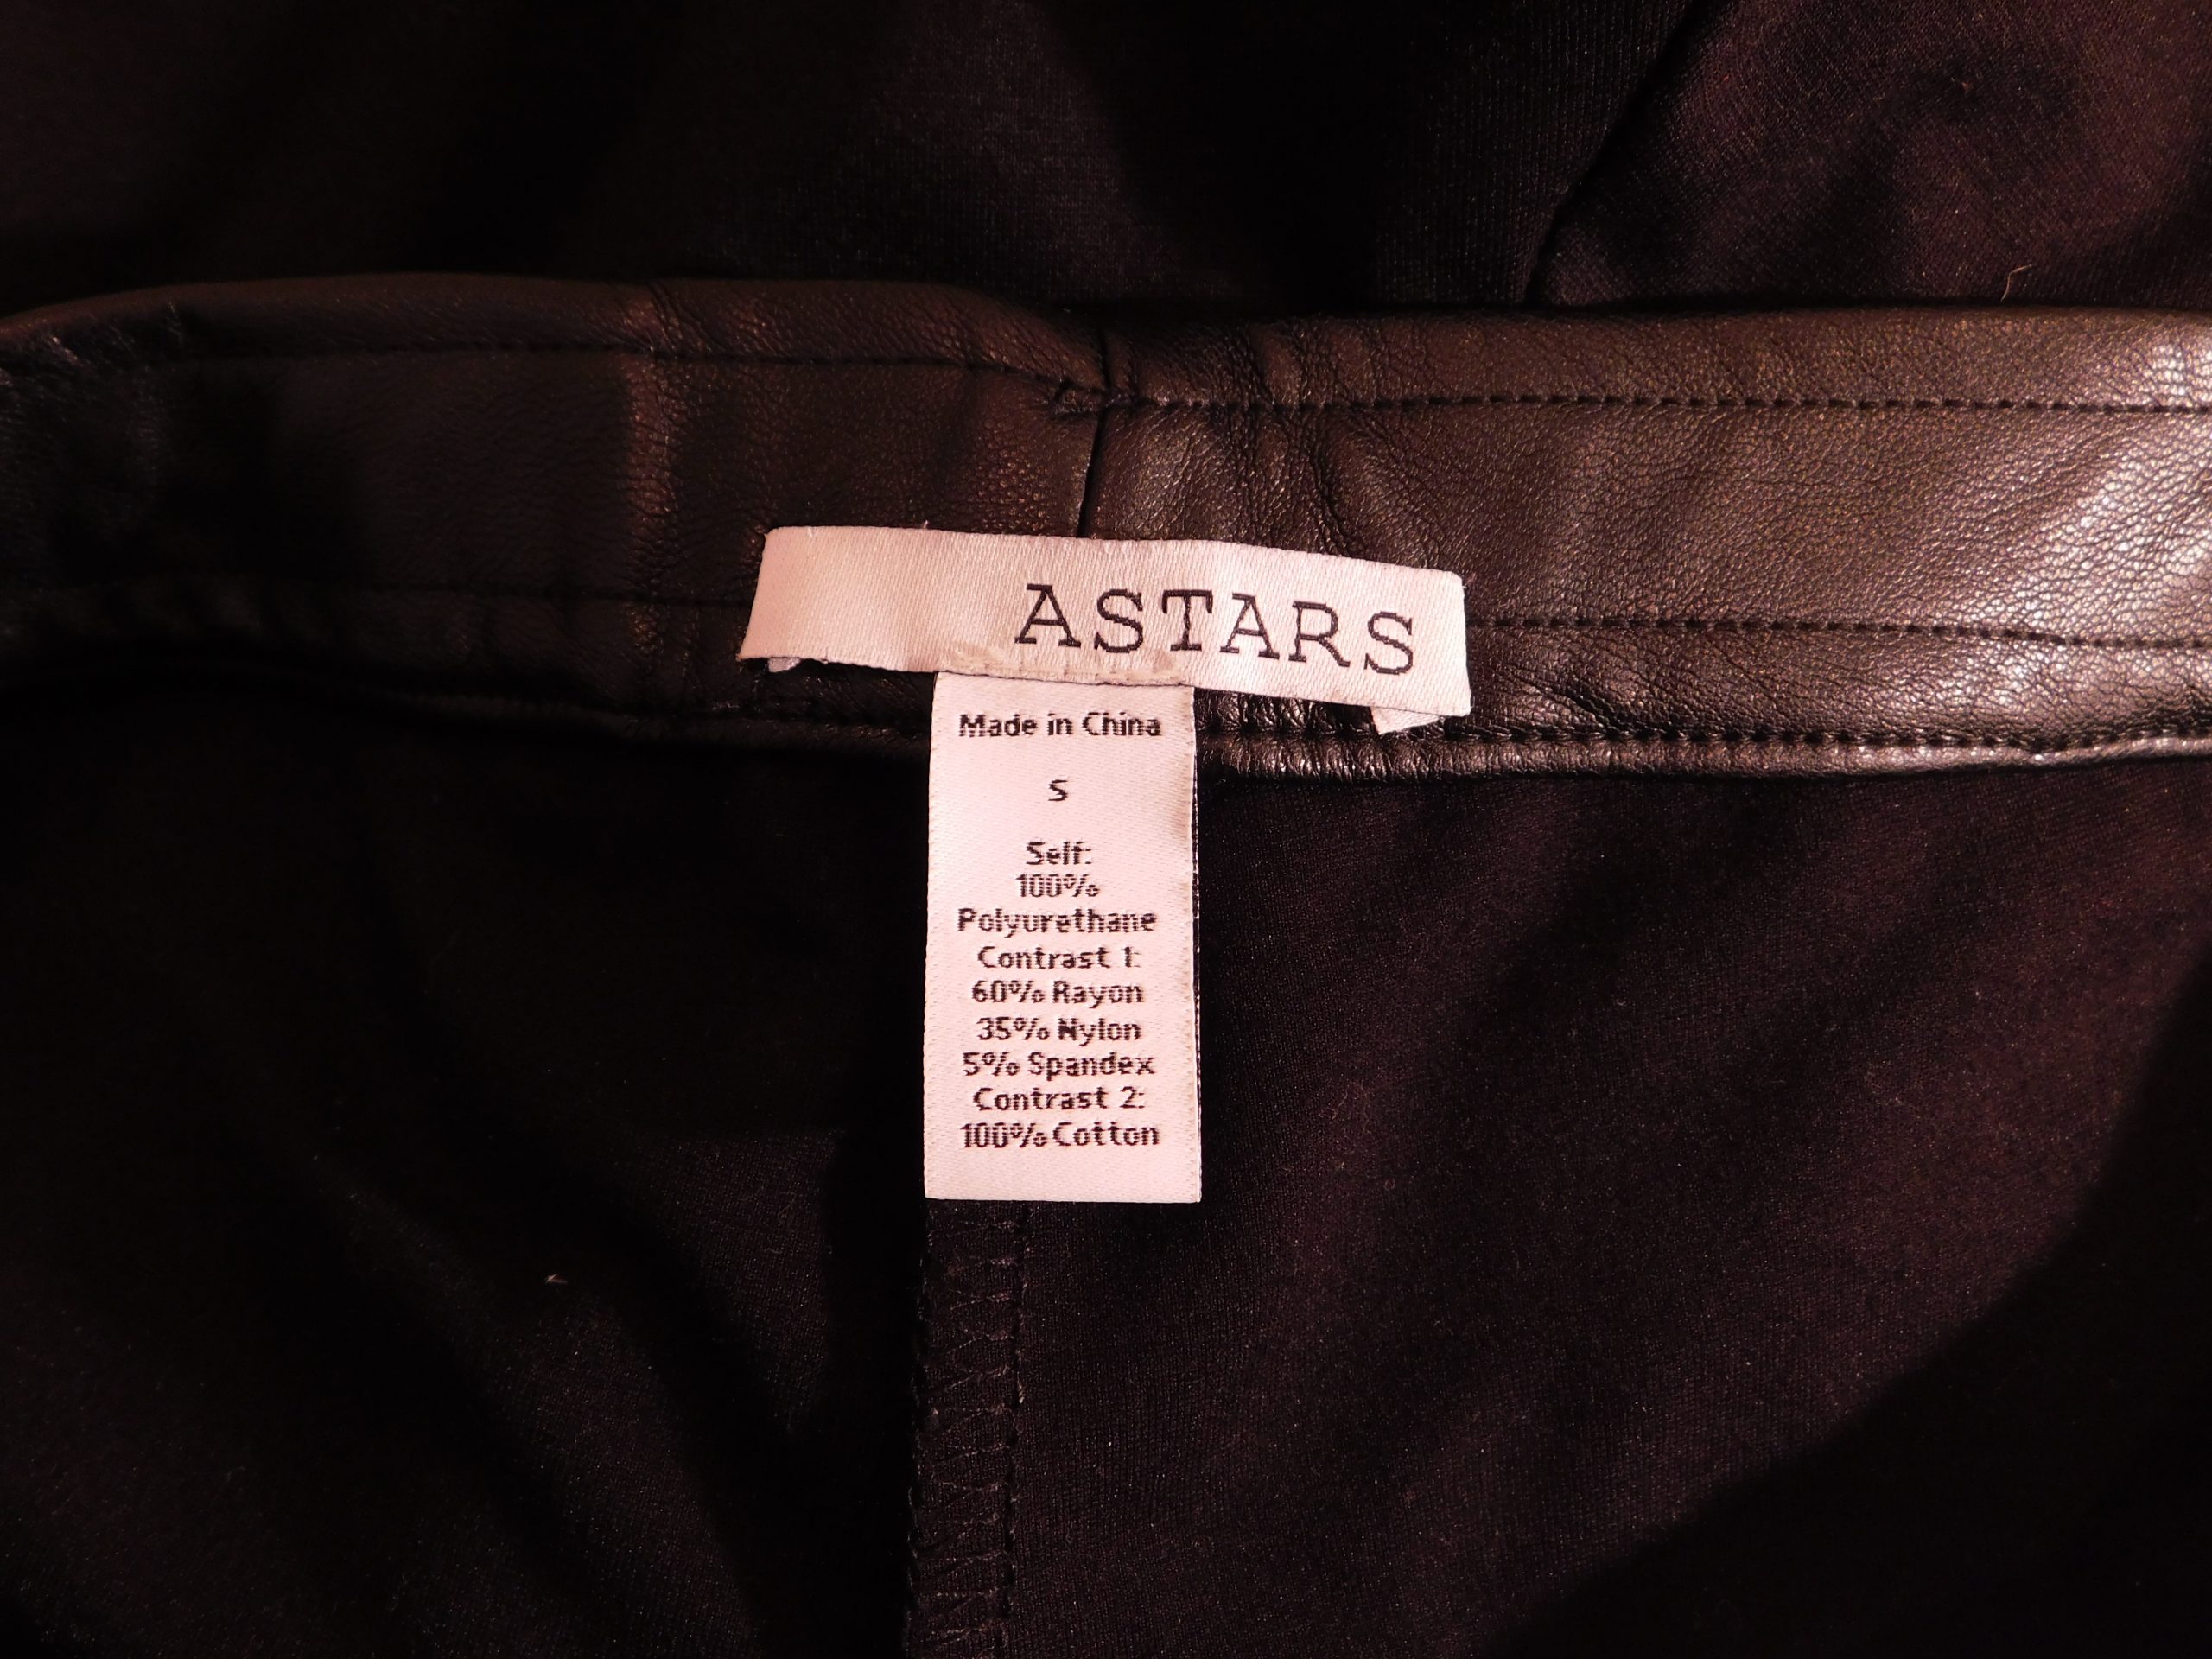 ASTARS
Made in China
S
Self:
100%
Polyurethane
Contrast 1:
60% Rayon
35% Nylon
5% Spandex
Contrast 2:
100% Cotton